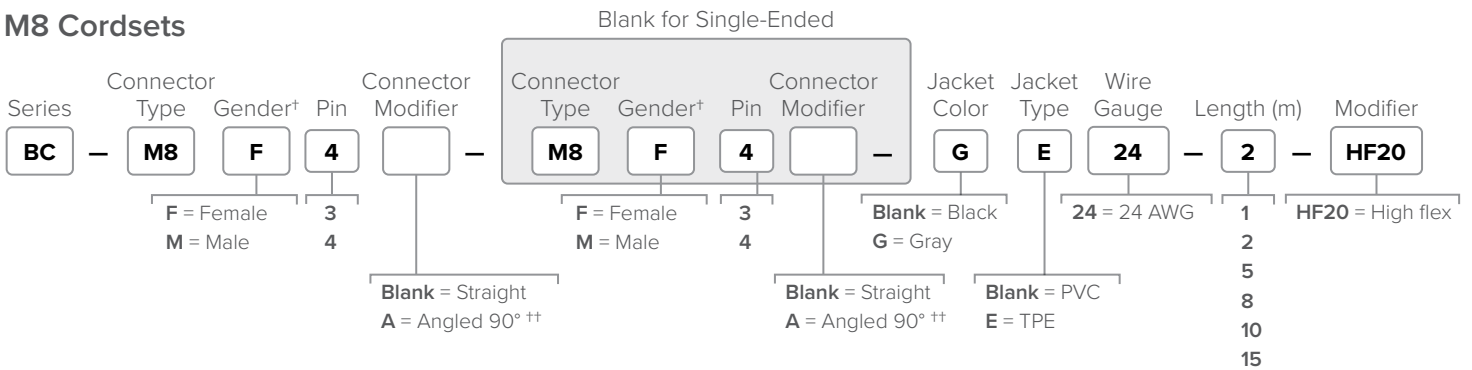 M8 Cordsets
Blank for Single-Ended
Series
Connector Type
Gender†
Pin
Connector Modifier
Connector Type
Gender†
Pin
Connector Modifier
Jacket Color
Jacket Type
Wire Gauge
Length (m)
Modifier
BC – M8 F 4 – M8 F 4 – G E 24 – 2 – HF20
F = Female
M = Male
3
4
Blank = Straight
A = Angled 90° ††
F = Female
M = Male
3
4
Blank = Straight
A = Angled 90° ††
Blank = Black
G = Gray
Blank = PVC
E = TPE
24 = 24 AWG
1
2
5
8
10
15
HF20 = High flex